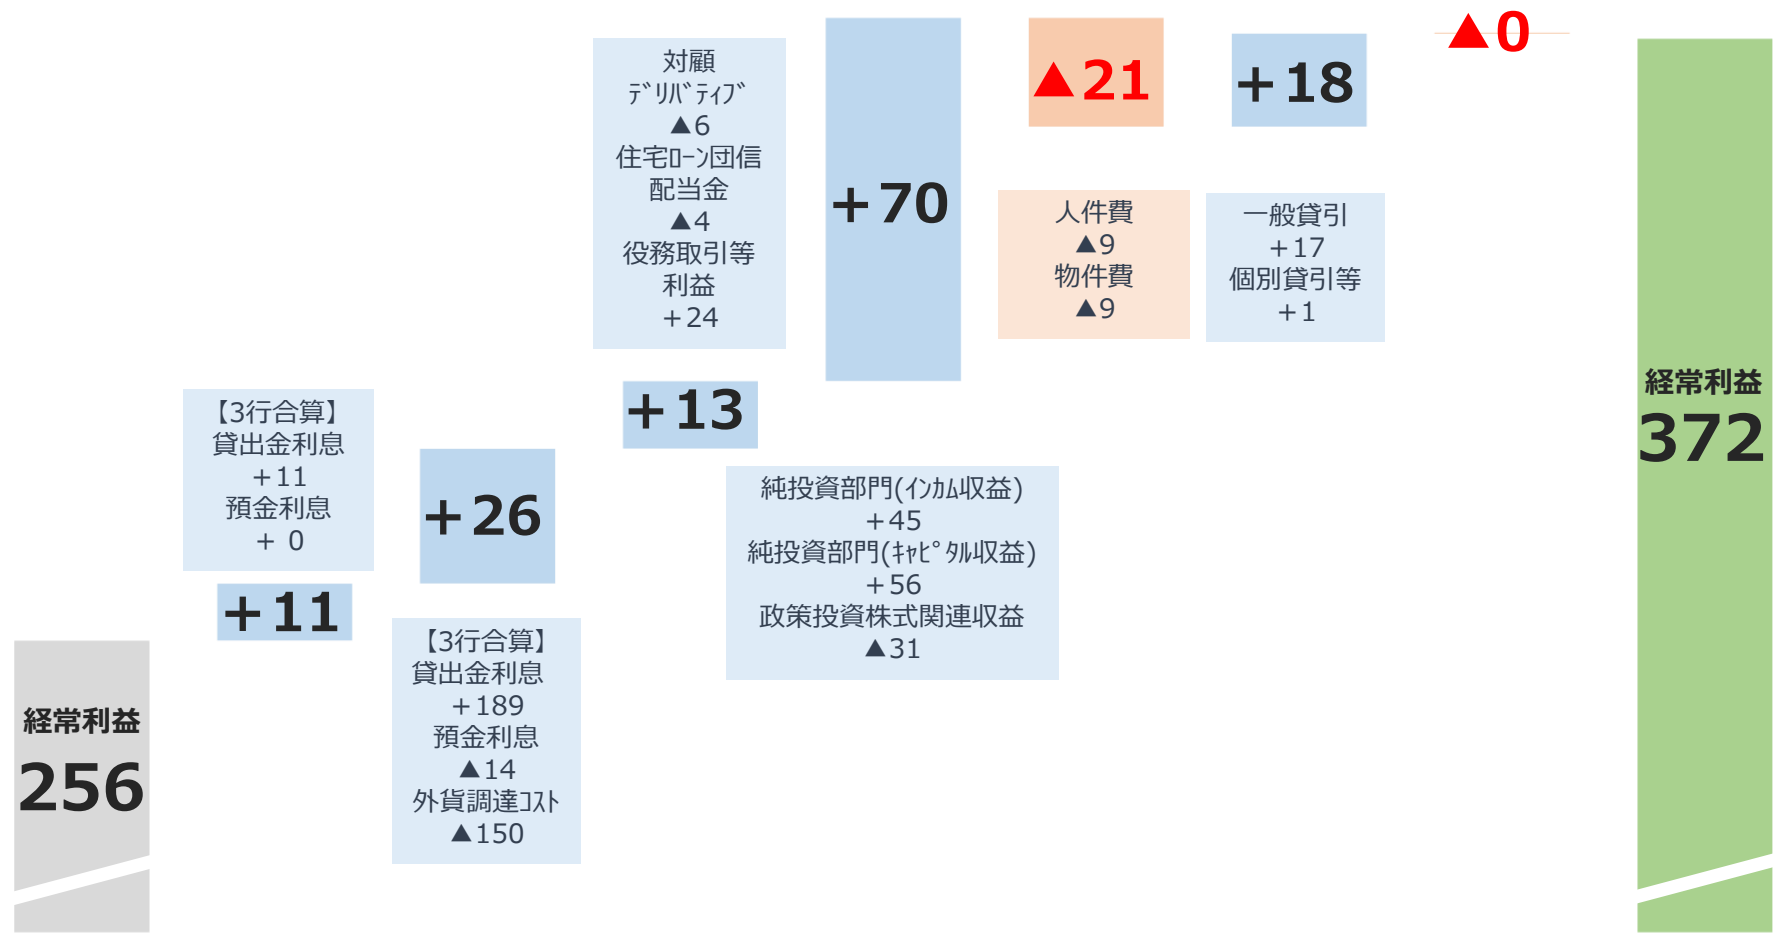 経常利益
256
【3行合算】
貸出金利息
+11
預金利息
+ 0
+11
+26
【3行合算】
貸出金利息
+189
預金利息
▲14
外貨調達ｺｽﾄ
▲150
対顧
ﾃﾞﾘﾊﾞﾃｨﾌﾞ
▲6
住宅ﾛｰﾝ団信
配当金
▲4
役務取引等
利益
+24
+13
+70
純投資部門(ｲﾝｶﾑ収益)
+45
純投資部門(ｷｬﾋﾟﾀﾙ収益)
+56
政策投資株式関連収益
▲31
▲21
人件費
▲9
物件費
▲9
+18
一般貸引
+17
個別貸引等
+1
▲0
経常利益
372